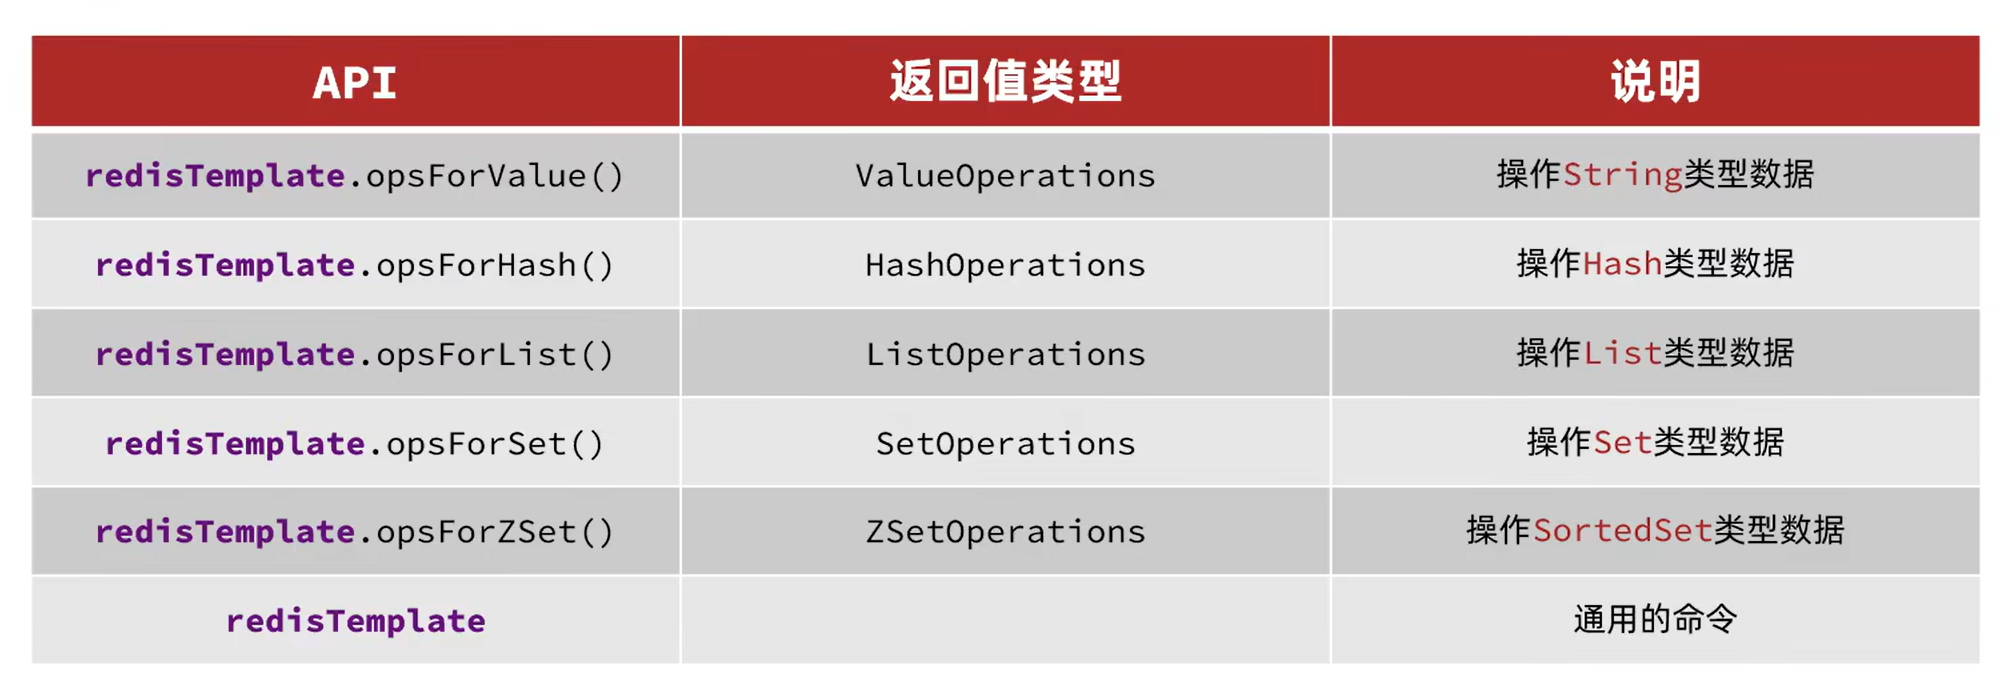 API 返回值类型 说明
redisTemplate.opsForValue() ValueOperations 操作String类型数据
redisTemplate.opsForHash() HashOperations 操作Hash类型数据
redisTemplate.opsForList() ListOperations 操作List类型数据
redisTemplate.opsForSet() SetOperations 操作Set类型数据
redisTemplate.opsForZSet() ZSetOperations 操作SortedSet类型数据
redisTemplate 通用的命令